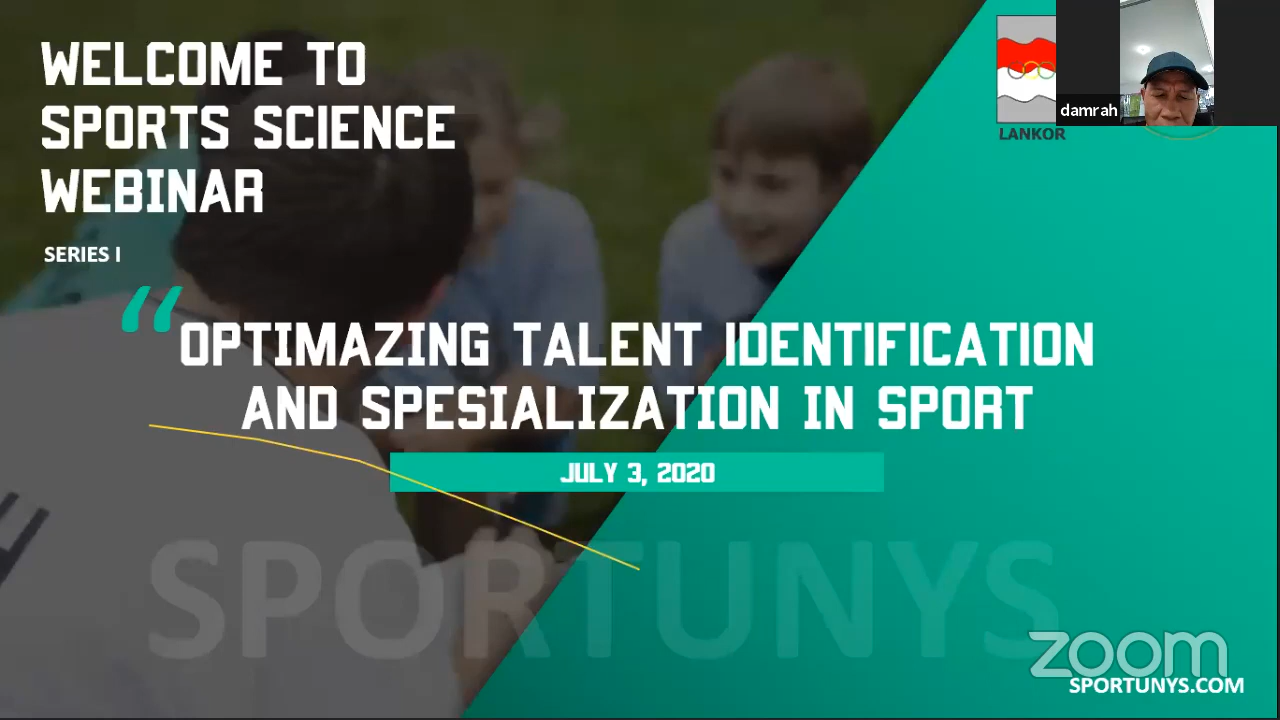 WELCOME TO
SPORTS SCIENCE
WEBINAR
SERIES I
LANKOR
damrah
“OPTIMAZING TALENT IDENTIFICATION
AND SPESIALIZATION IN SPORT
JULY 3, 2020
SPORTUNYS
zoom
SPORTUNYS.COM